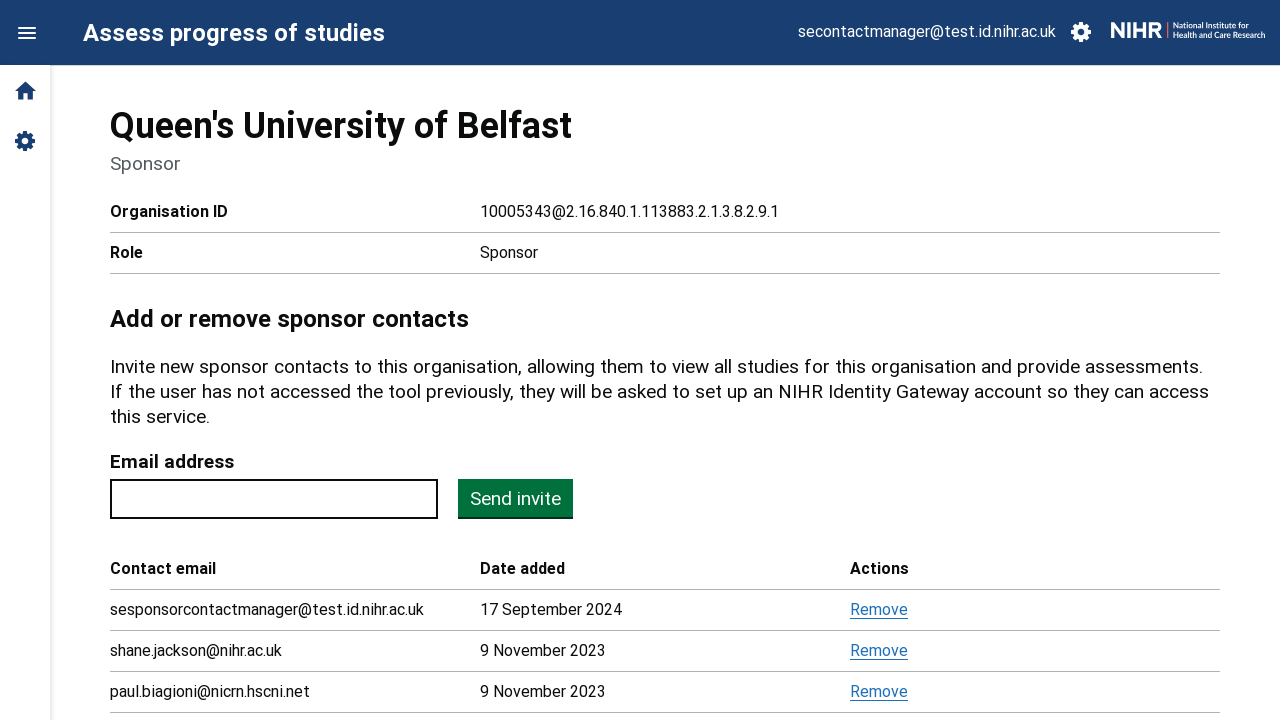 Assess progress of studies
secontactmanager@test.id.nihr.ac.uk
NIHR
National Institute for
Health and Care Research
Queen's University of Belfast
Sponsor
Organisation ID 10005343@2.16.840.1.113883.2.1.3.8.2.9.1
Role Sponsor
Add or remove sponsor contacts
Invite new sponsor contacts to this organisation, allowing them to view all studies for this organisation and provide assessments.
If the user has not accessed the tool previously, they will be asked to set up an NIHR Identity Gateway account so they can access
this service.
Email address
Send invite
Contact email Date added Actions
sesponsorcontactmanager@test.id.nihr.ac.uk 17 September 2024 Remove
shane.jackson@nihr.ac.uk 9 November 2023 Remove
paul.biagioni@nicrn.hscni.net 9 November 2023 Remove